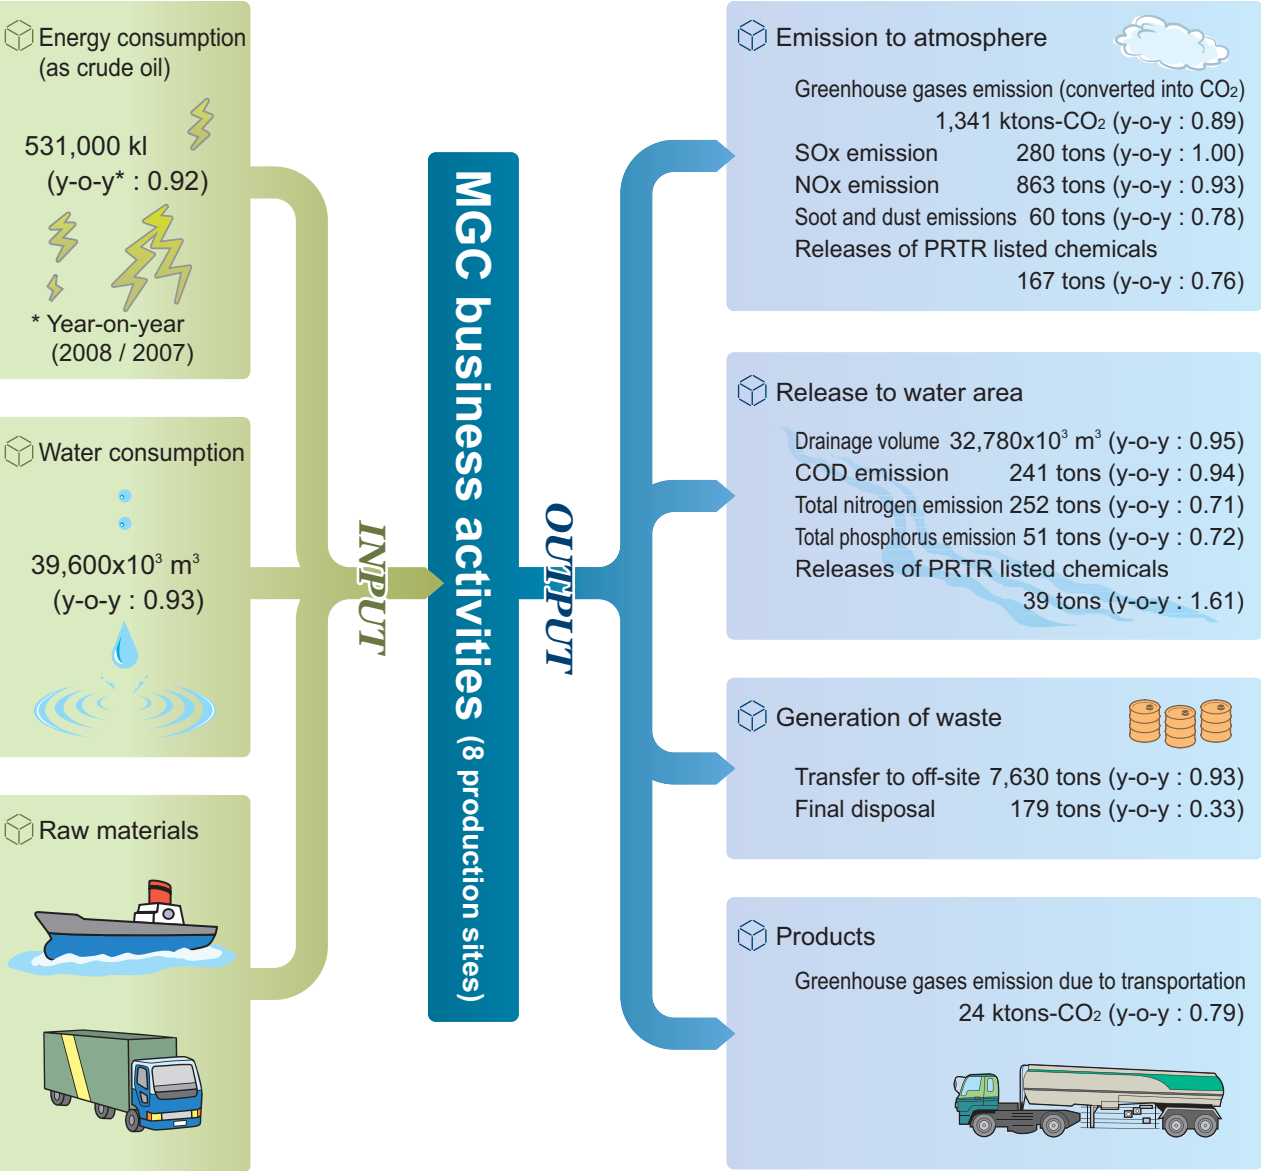 Energy consumption
(as crude oil)
531,000 kl
(y-o-y* : 0.92)
* Year-on-year
(2008 / 2007)
Water consumption
39,600x10³ m³
(y-o-y : 0.93)
Raw materials
INPUT
MGC business activities (8 production sites)
OUTPUT
Emission to atmosphere
Greenhouse gases emission (converted into CO₂)
1,341 ktons-CO₂ (y-o-y : 0.89)
SOx emission 280 tons (y-o-y : 1.00)
NOx emission 863 tons (y-o-y : 0.93)
Soot and dust emissions 60 tons (y-o-y : 0.78)
Releases of PRTR listed chemicals
167 tons (y-o-y : 0.76)
Release to water area
Drainage volume 32,780x10³ m³ (y-o-y : 0.95)
COD emission 241 tons (y-o-y : 0.94)
Total nitrogen emission 252 tons (y-o-y : 0.71)
Total phosphorus emission 51 tons (y-o-y : 0.72)
Releases of PRTR listed chemicals
39 tons (y-o-y : 1.61)
Generation of waste
Transfer to off-site 7,630 tons (y-o-y : 0.93)
Final disposal 179 tons (y-o-y : 0.33)
Products
Greenhouse gases emission due to transportation
24 ktons-CO₂ (y-o-y : 0.79)